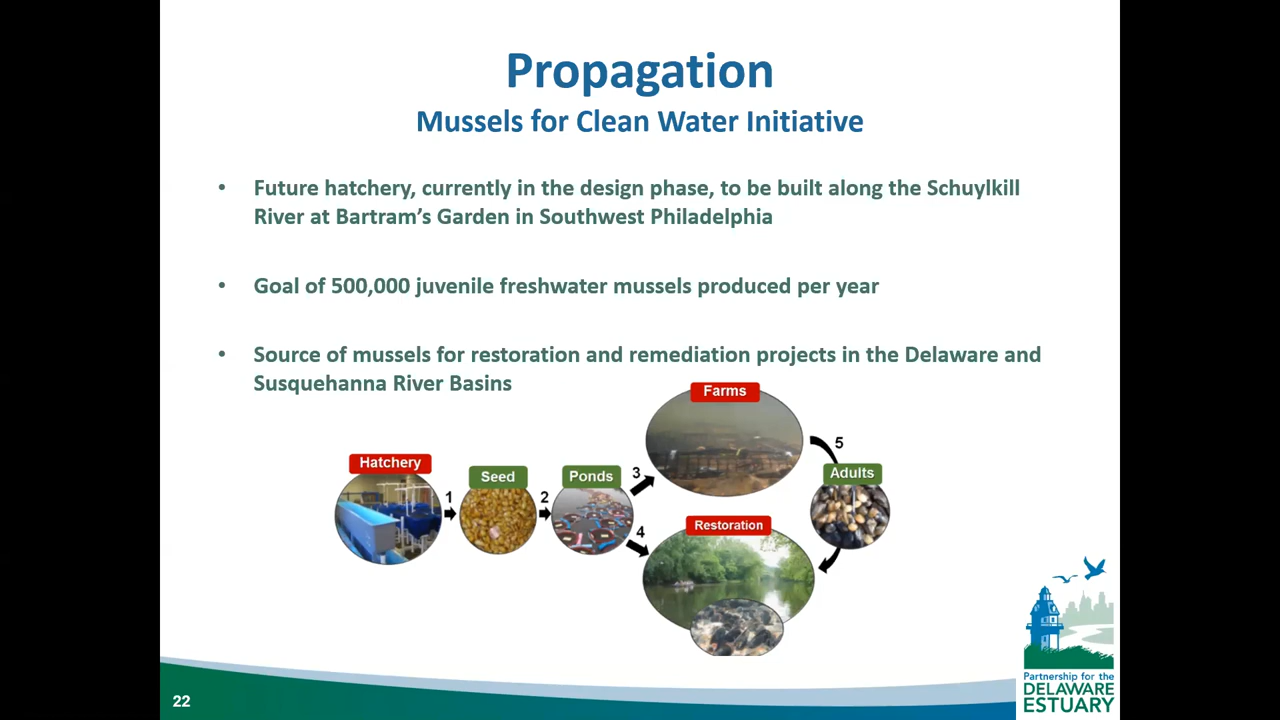 Propagation
Mussels for Clean Water Initiative
• Future hatchery, currently in the design phase, to be built along the Schuylkill
River at Bartram’s Garden in Southwest Philadelphia
• Goal of 500,000 juvenile freshwater mussels produced per year
• Source of mussels for restoration and remediation projects in the Delaware and
Susquehanna River Basins
Farms
5
Hatchery
1
Seed
2
Ponds
3
4
Adults
Restoration
22
Partnership for the
DELAWARE
ESTUARY